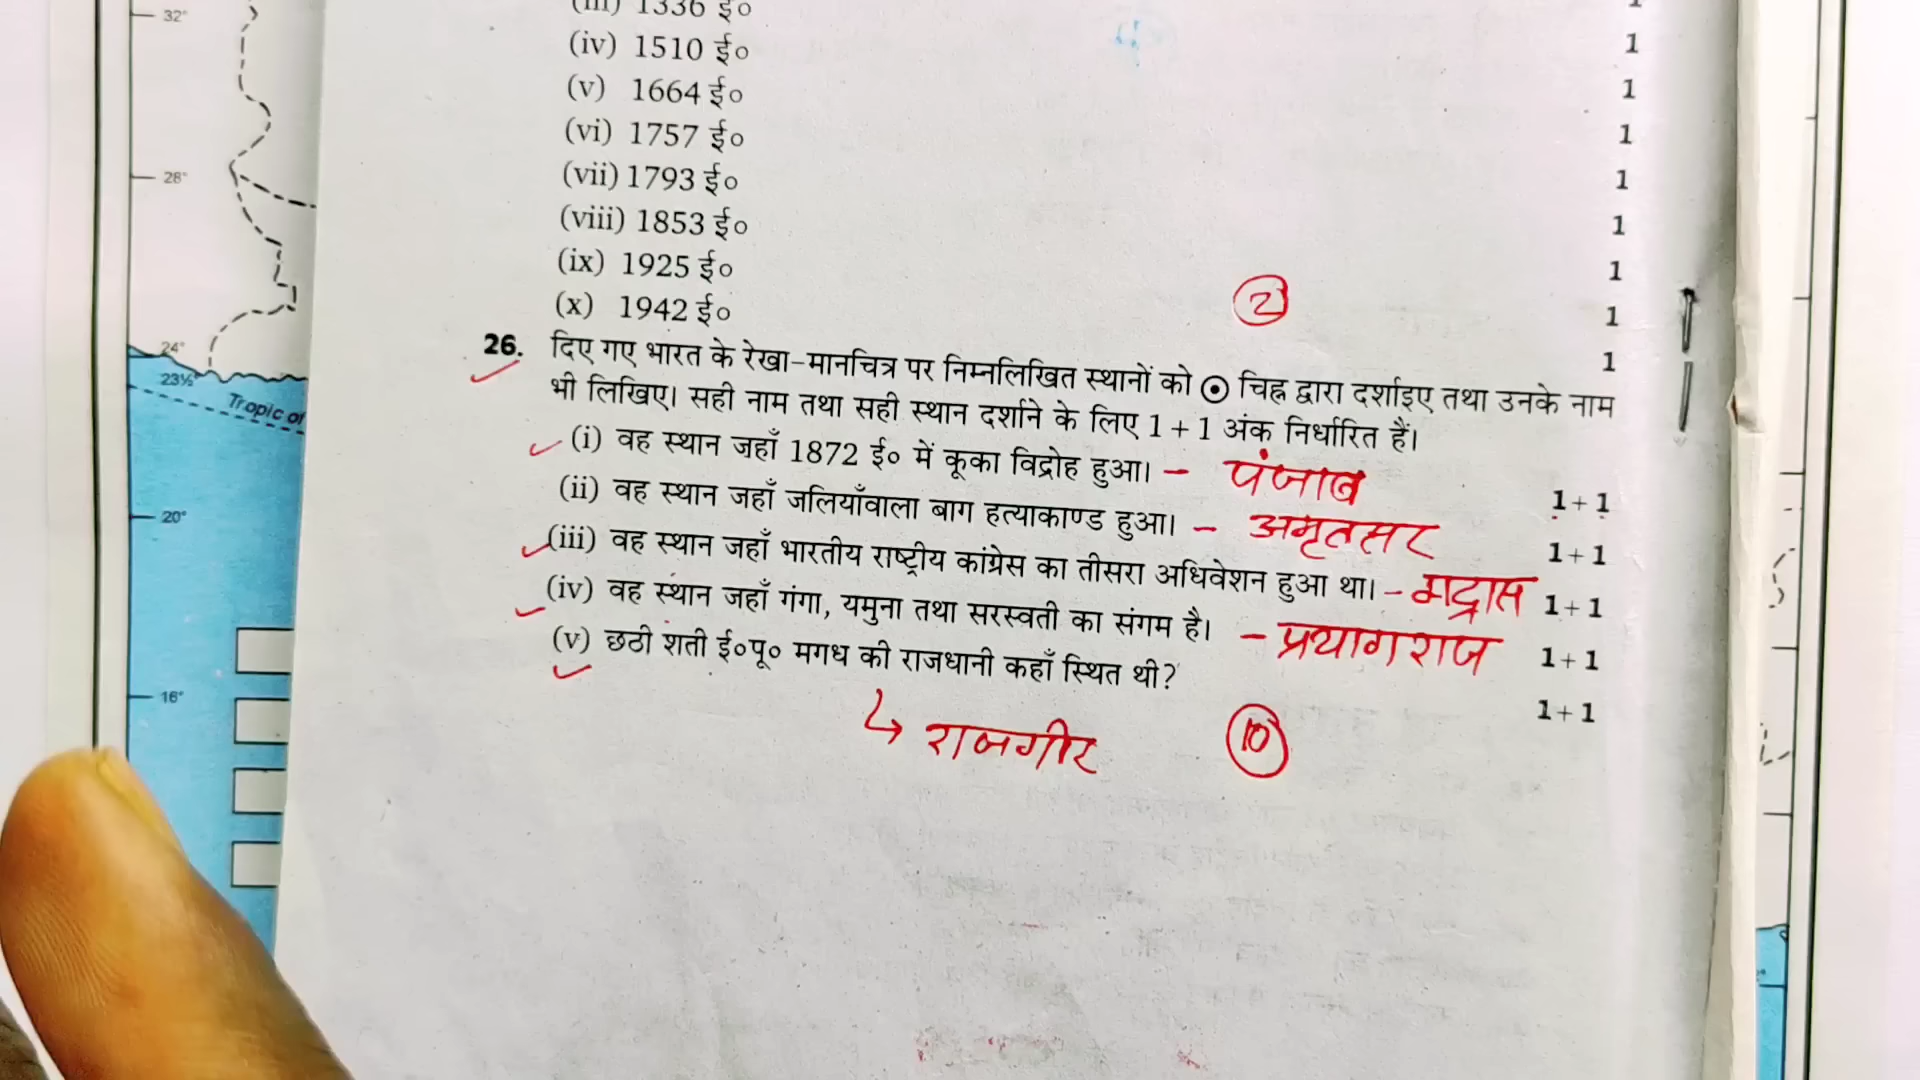 32°
(iii) 1336 ई०
1
(iv) 1510 ई०
1
(v) 1664 ई०
1
(vi) 1757 ई०
1
28°
(vii) 1793 ई०
1
(viii) 1853 ई०
1
(ix) 1925 ई०
1
(x) 1942 ई०
1
2
1
24°
23½°
Tropic of
26. दिए गए भारत के रेखा-मानचित्र पर निम्नलिखित स्थानों को ⊙ चिह्न द्वारा दर्शाइए तथा उनके नाम
भी लिखिए। सही नाम तथा सही स्थान दर्शाने के लिए 1 + 1 अंक निर्धारित हैं।
(i) वह स्थान जहाँ 1872 ई० में कूका विद्रोह हुआ। – पंजाब 1 + 1
(ii) वह स्थान जहाँ जलियाँवाला बाग हत्याकाण्ड हुआ। – अमृतसर 1 + 1
20°
(iii) वह स्थान जहाँ भारतीय राष्ट्रीय कांग्रेस का तीसरा अधिवेशन हुआ था। – मद्रास 1 + 1
(iv) वह स्थान जहाँ गंगा, यमुना तथा सरस्वती का संगम है। – प्रयागराज 1 + 1
(v) छठी शती ई०पू० मगध की राजधानी कहाँ स्थित थी? 1 + 1
16°
↳ राजगीर
10